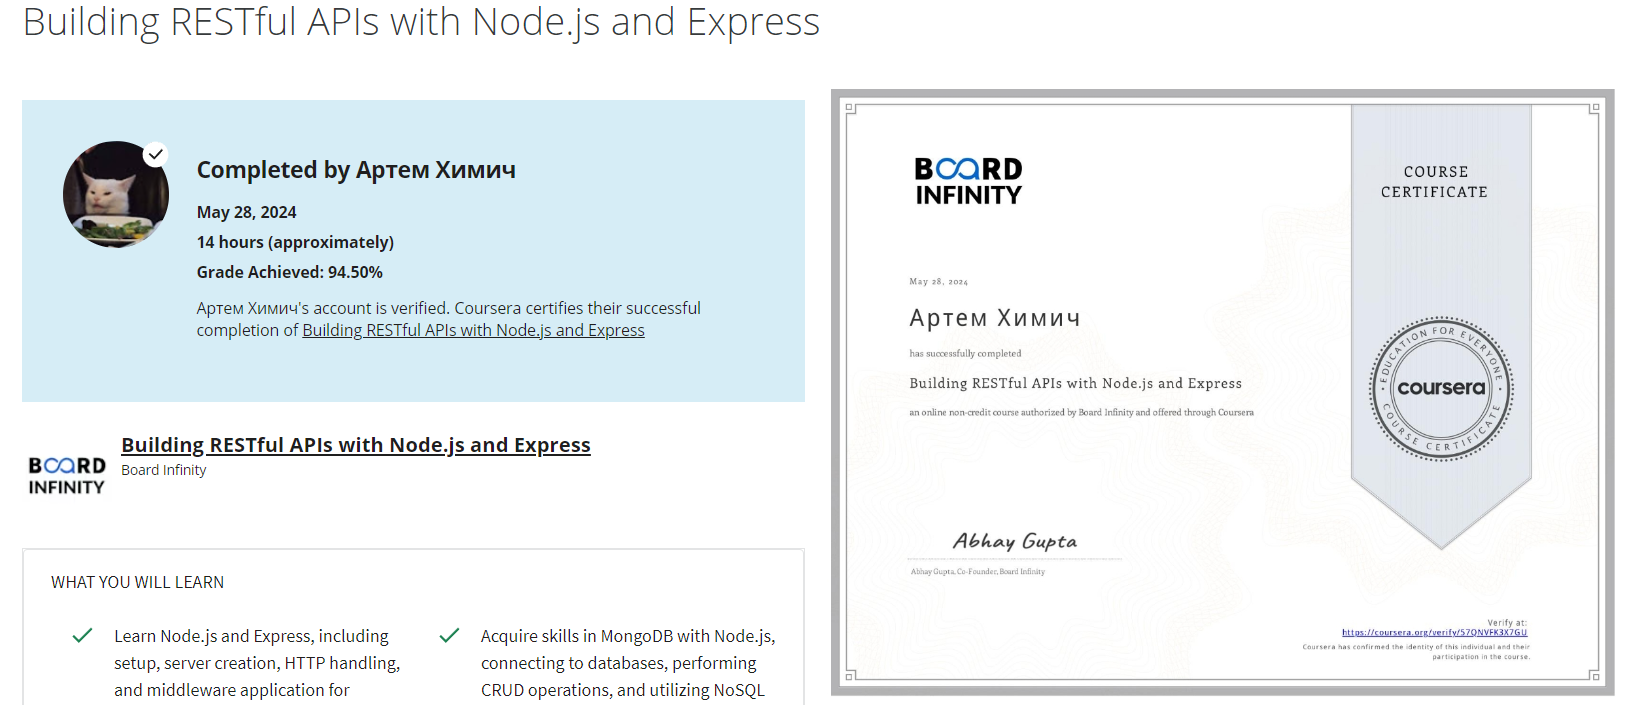 Building RESTful APIs with Node.js and Express
Completed by Артем Химич
May 28, 2024
14 hours (approximately)
Grade Achieved: 94.50%
Артем Химич's account is verified. Coursera certifies their successful
completion of Building RESTful APIs with Node.js and Express
BOARD
INFINITY
Building RESTful APIs with Node.js and Express
Board Infinity
WHAT YOU WILL LEARN
Learn Node.js and Express, including
setup, server creation, HTTP handling,
and middleware application for
Acquire skills in MongoDB with Node.js,
connecting to databases, performing
CRUD operations, and utilizing NoSQL
BOARD
INFINITY
May 28, 2024
Артем Химич
has successfully completed
Building RESTful APIs with Node.js and Express
an online non-credit course authorized by Board Infinity and offered through Coursera
Abhay Gupta
Abhay Gupta, Co-Founder, Board Infinity
COURSE
CERTIFICATE
EDUCATION FOR EVERYONE
coursera
COURSE CERTIFICATE
Verify at:
https://coursera.org/verify/57QNVFK3X7GU
Coursera has confirmed the identity of this individual and their
participation in the course.